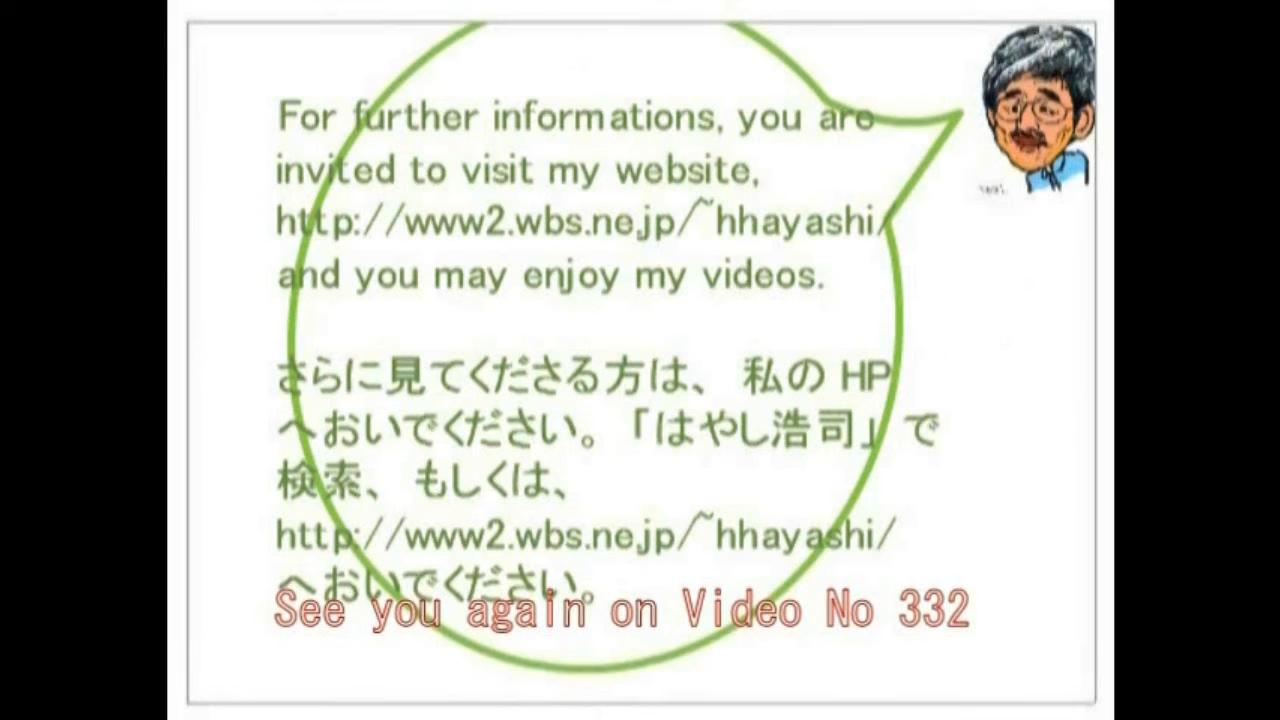 For further informations, you are
invited to visit my website,
http://www2.wbs.ne.jp/~hhayashi/
and you may enjoy my videos.
さらに見てくださる方は、 私の HP
へおいでください。「はやし浩司」 で
検索、 もしくは、
http://www2.wbs.ne.jp/~hhayashi/
へおいでください。
See you again on Video No 332